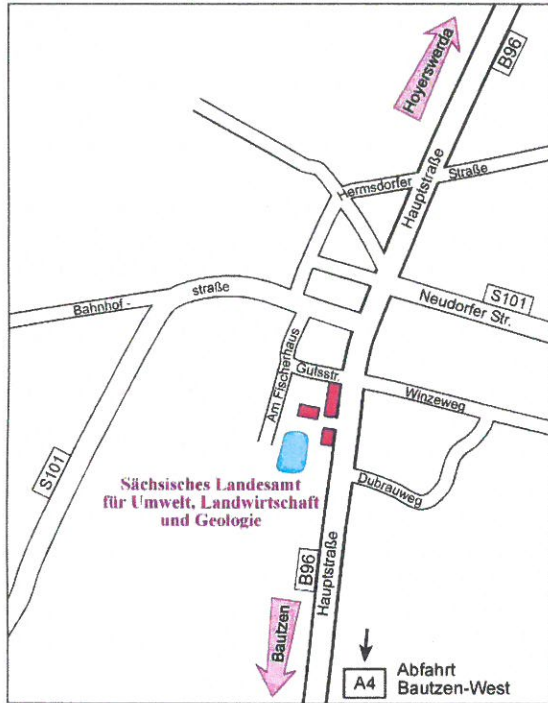 Hoyerswerda
B96
Hauptstraße
Hermsdorfer Straße
Bahnhof - straße
S101
Neudorfer Str.
Am Fischerhaus
Gutsstr.
Winzeweg
S101
Dubrauweg
Sächsisches Landesamt
für Umwelt, Landwirtschaft
und Geologie
B96
Hauptstraße
Bautzen
A4
Abfahrt
Bautzen-West